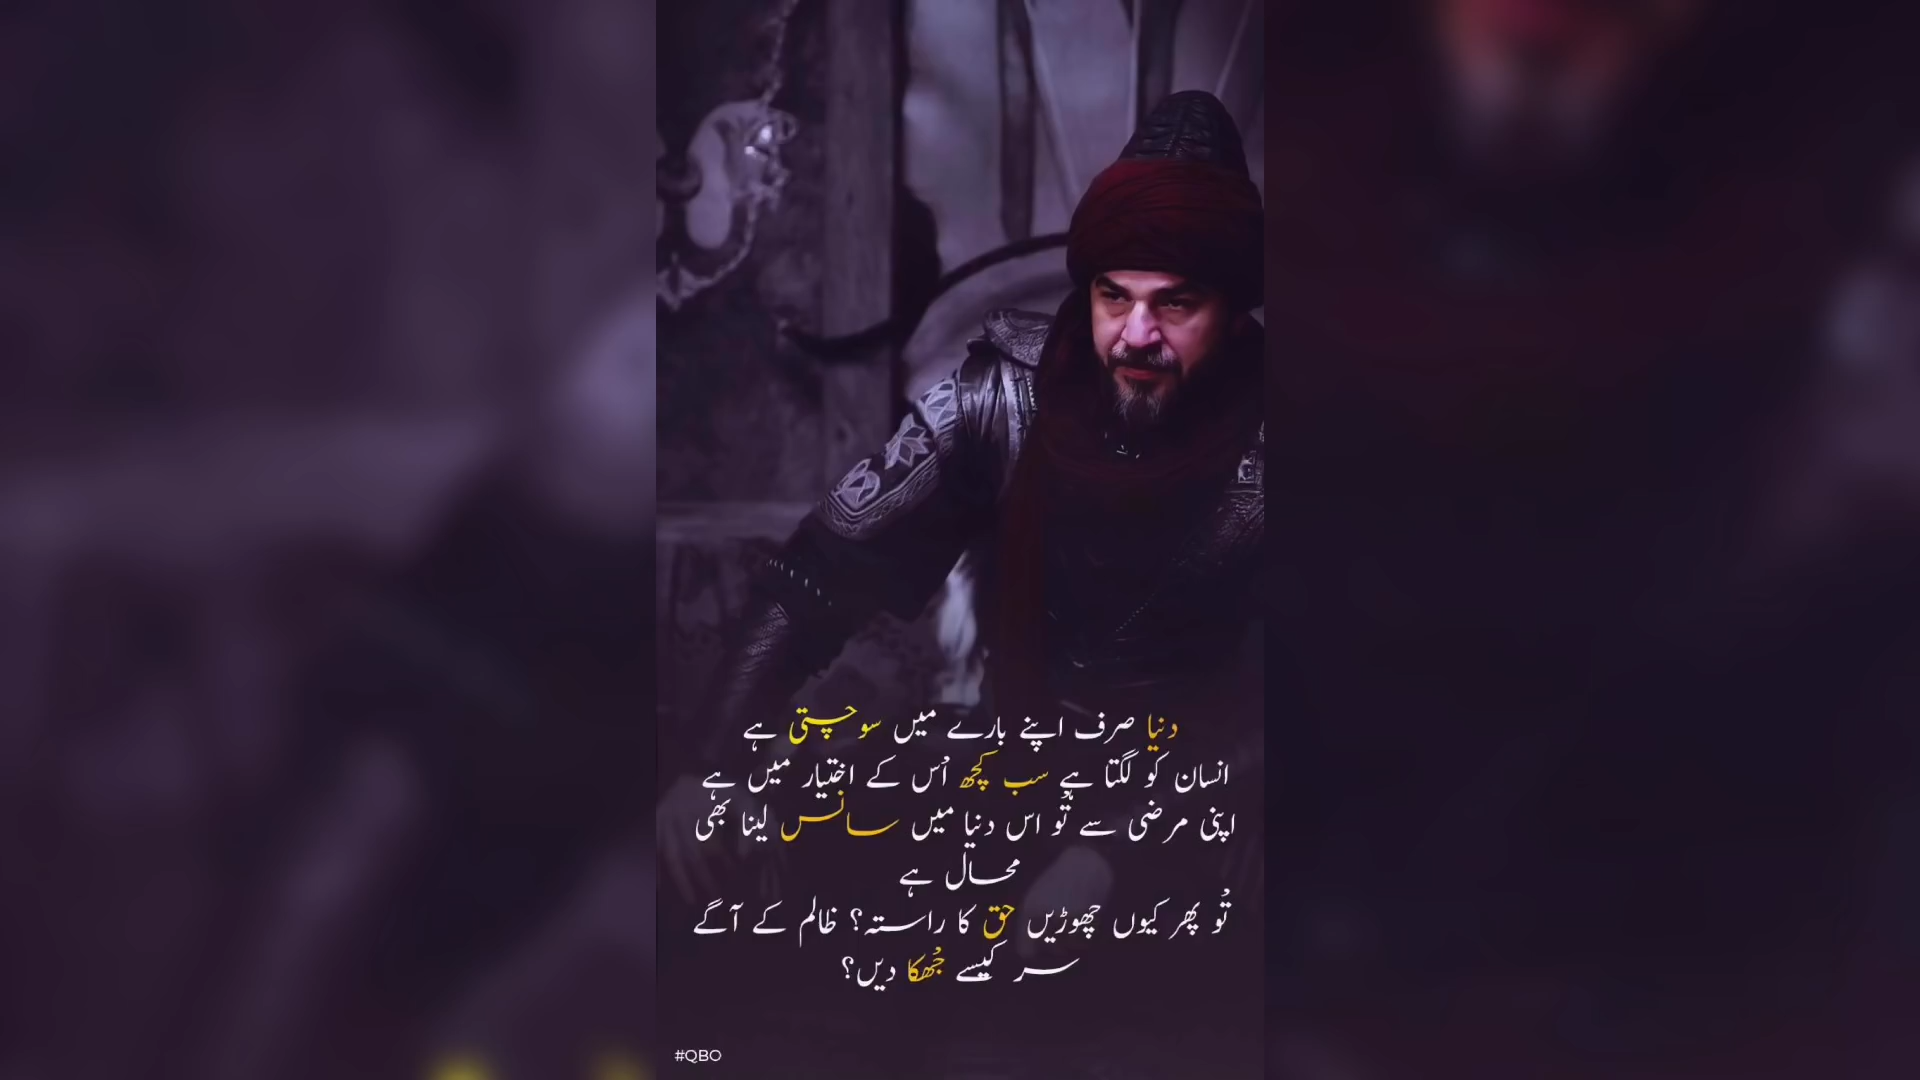 دنیا صرف اپنے بارے میں سوچتی ہے
انسان کو لگتا ہے سب کچھ اُس کے اختیار میں ہے
اپنی مرضی سے تُو اس دنیا میں سانس لینا بھی
محال ہے
تُو پھر کیوں چھوڑیں حق کا راستہ؟ ظالم کے آگے
سر کیسے جُھکا دیں؟
#QBO